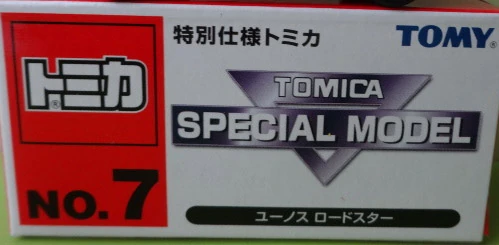 特別仕様トミカ
TOMY®
トミカ®
TOMICA
SPECIAL MODEL
NO.7
ユーノス ロードスター